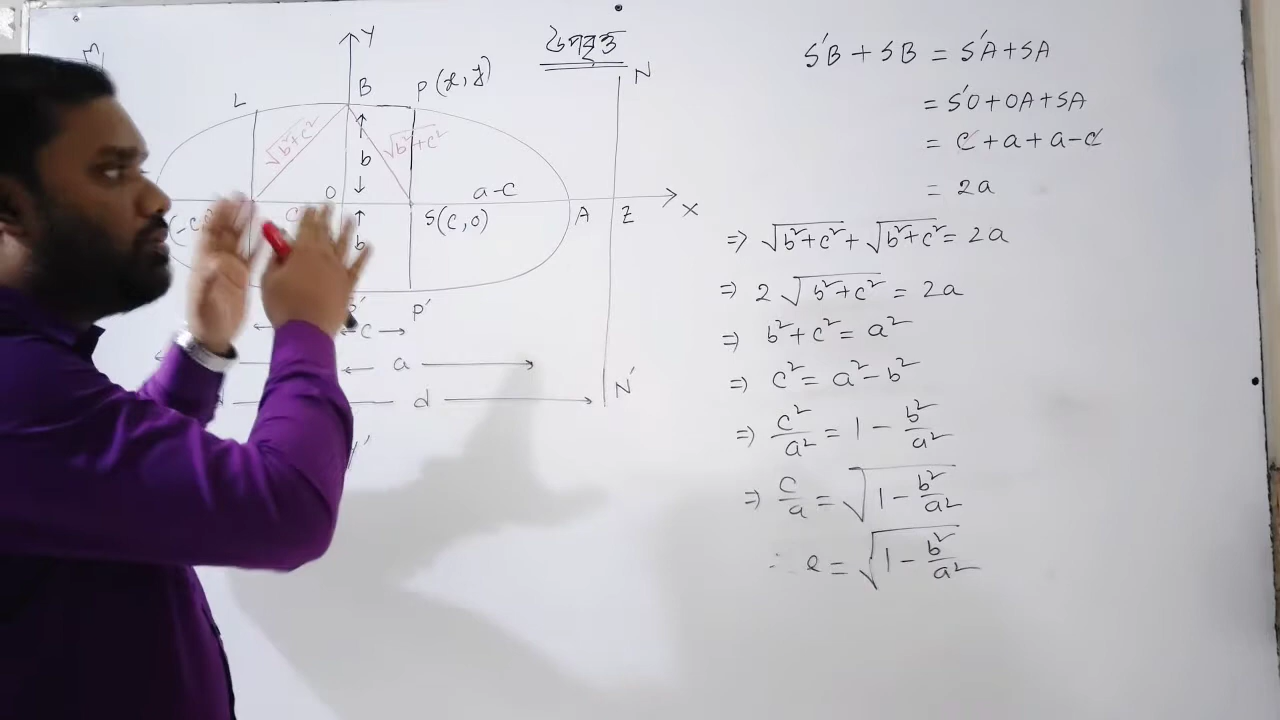 উপবৃত্ত
Y
B
P(x, y)
N
L
√b²+c²
√b²+c²
b
O
a-c
(-c,
c
S(c,0)
A
Z
X
b
P'
c
a
d
N'
S'B + SB = S'A + SA
= S'O + OA + SA
= c + a + a - c
= 2a
⇒ √b²+c² + √b²+c² = 2a
⇒ 2 √b²+c² = 2a
⇒ b²+c² = a²
⇒ c² = a² - b²
⇒ c²/a² = 1 - b²/a²
⇒ c/a = √1 - b²/a²
∴ e = √1 - b²/a²